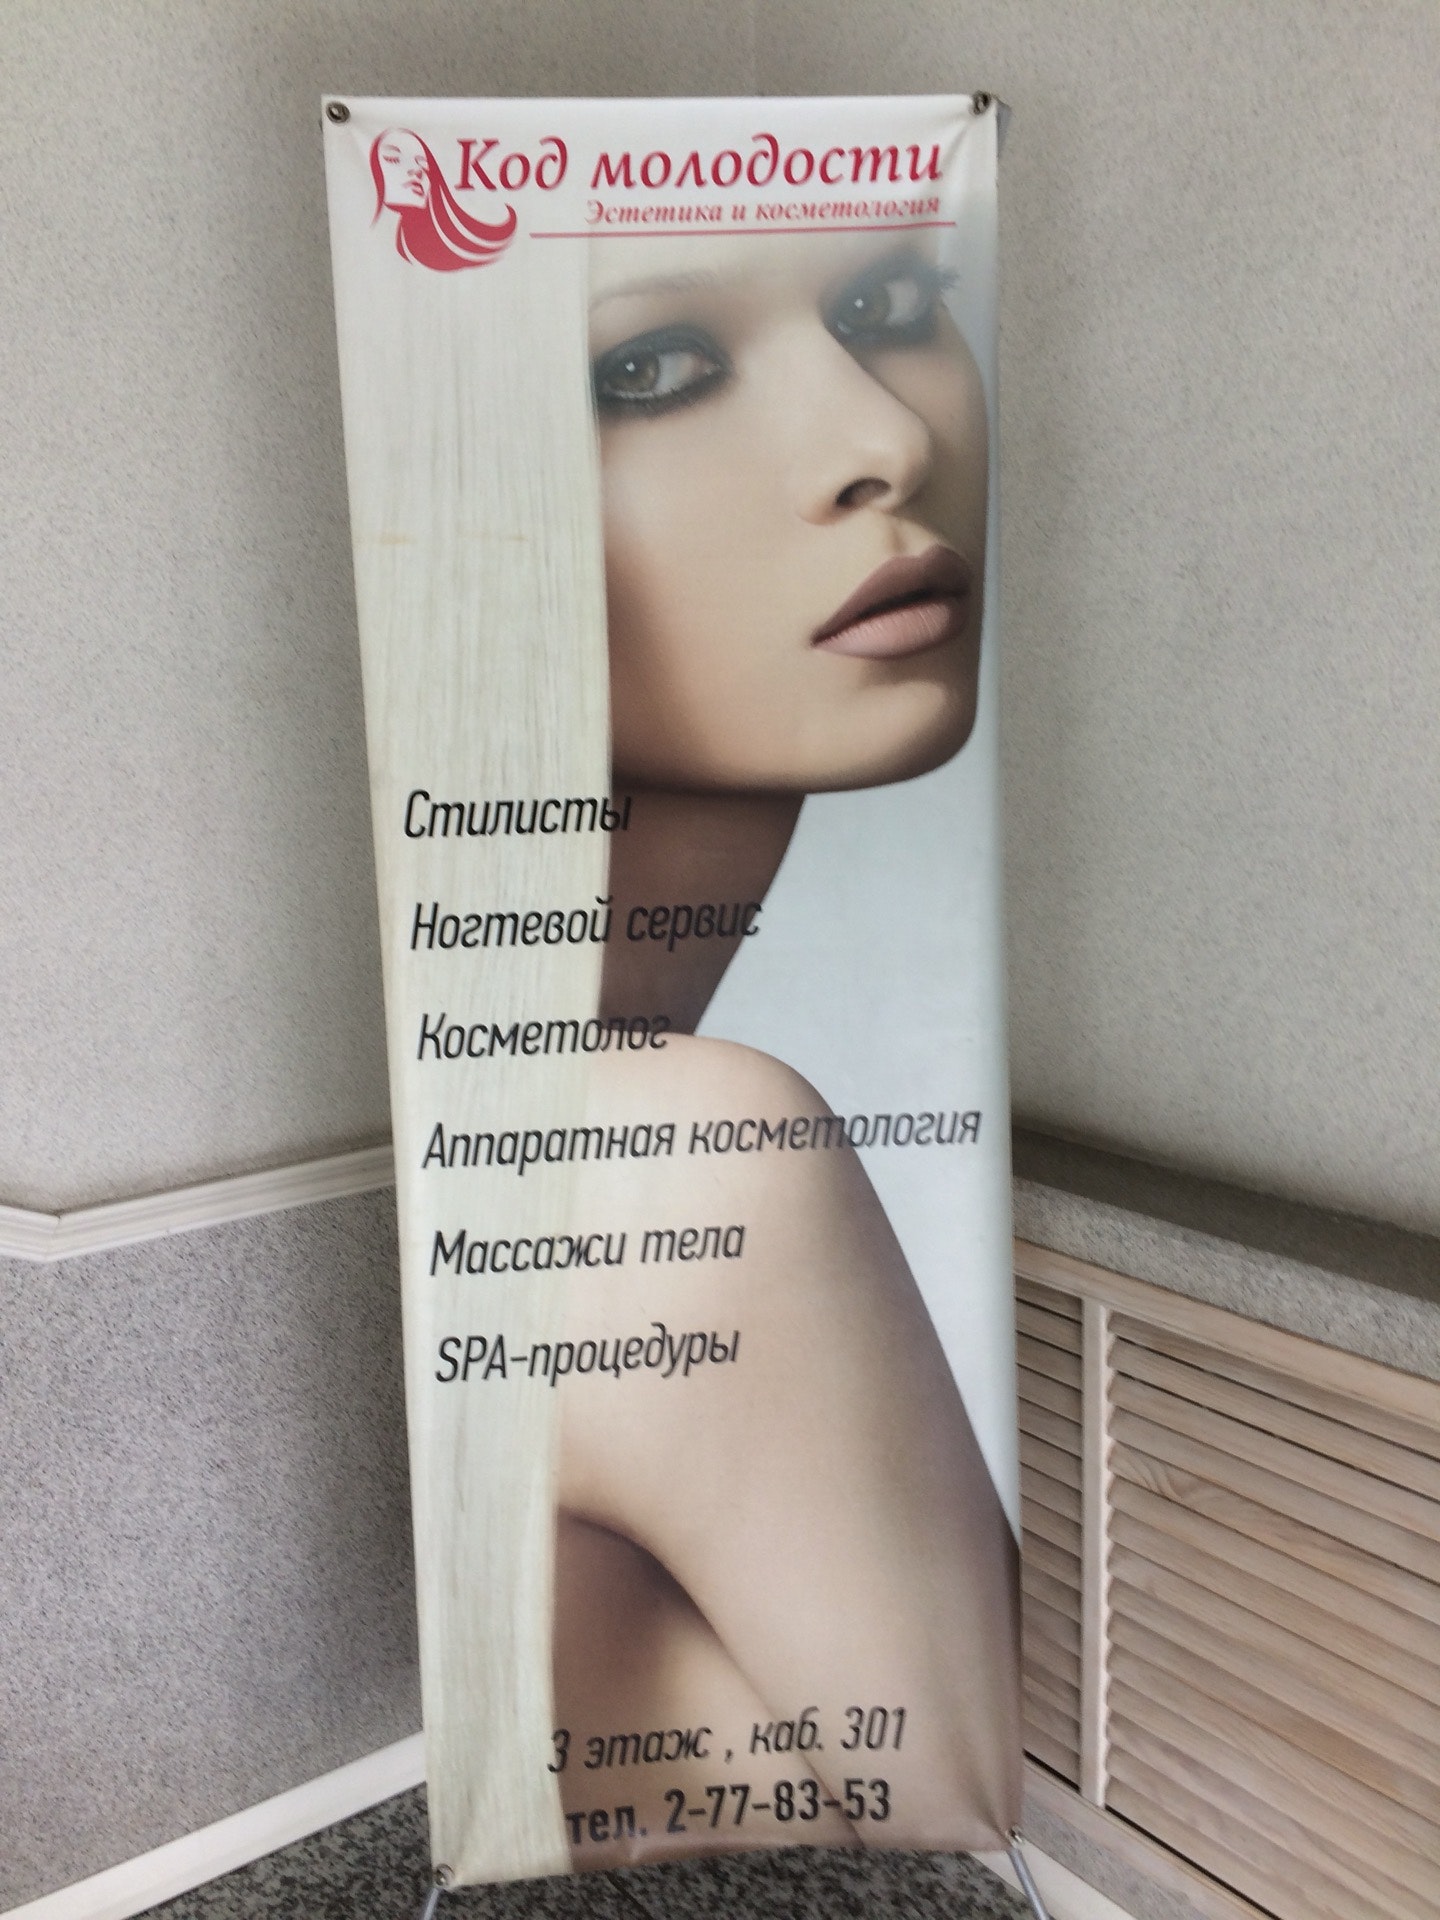 Код молодости
Эстетика и косметология
Стилисты
Ногтевой сервис
Косметолог
Аппаратная косметология
Массажи тела
SPA-процедуры
3 этаж , каб. 301
тел. 2-77-83-53